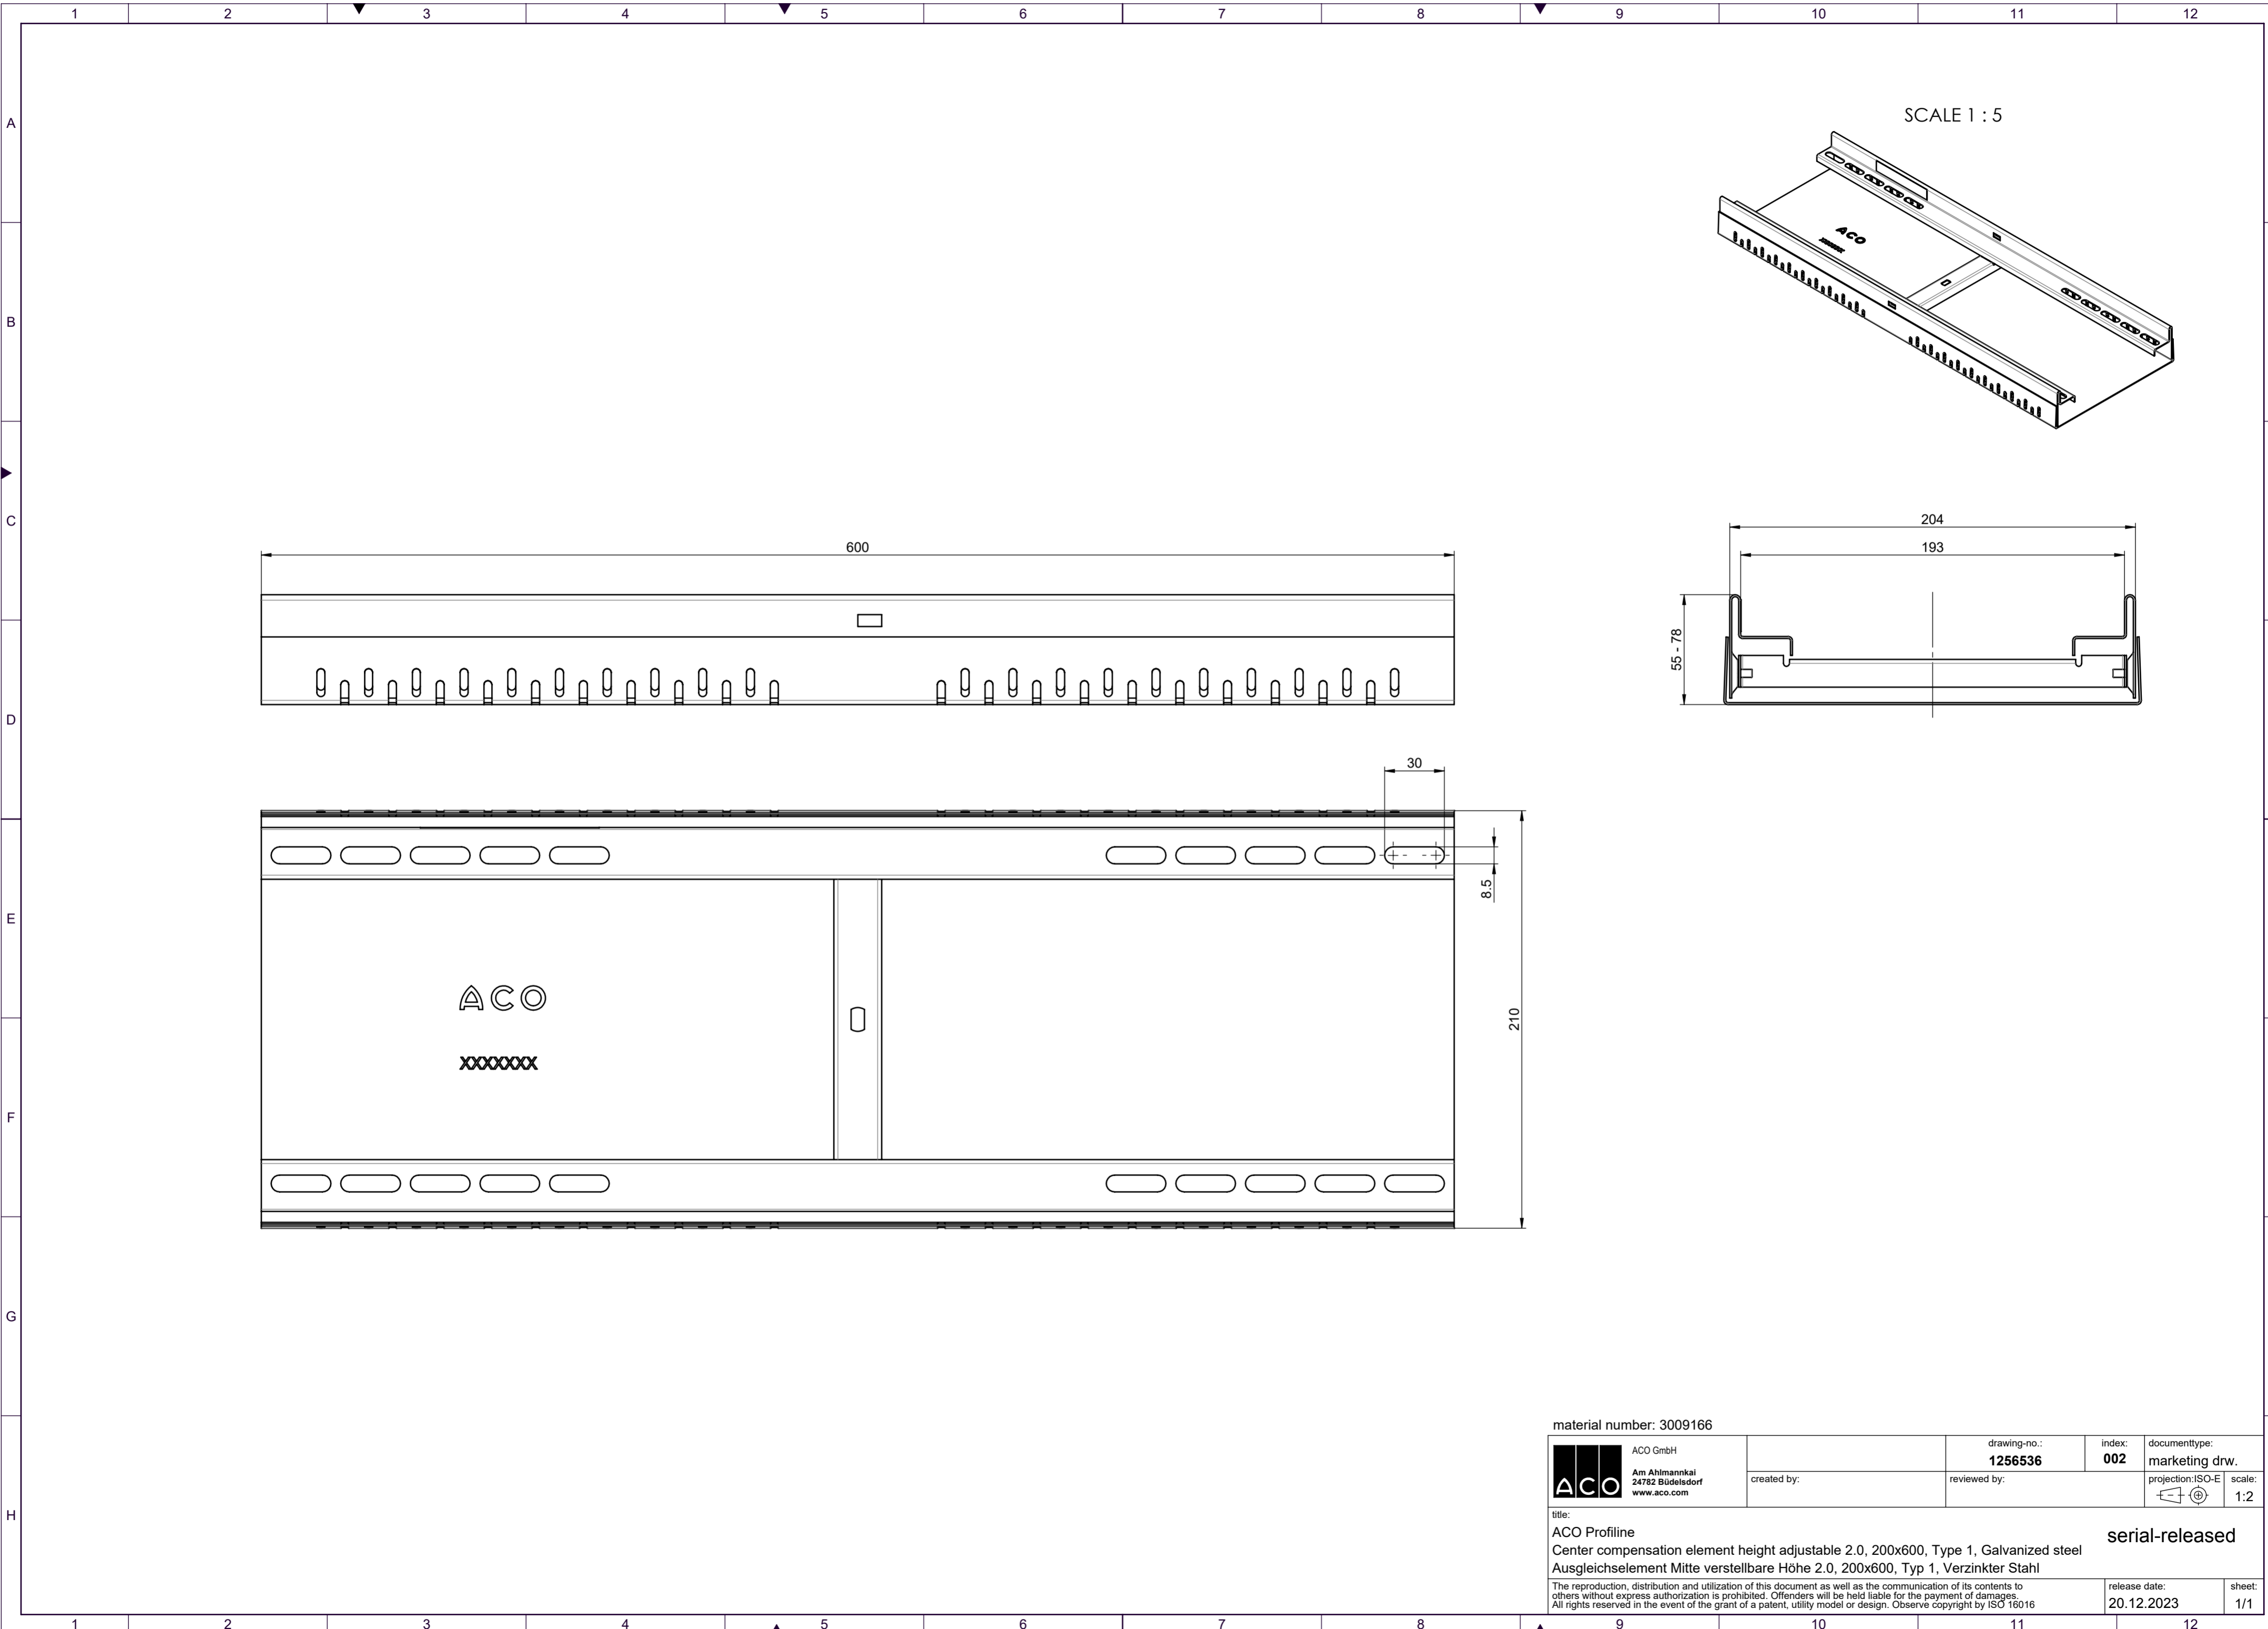 1 2 3 4 5 6 7 8 9 10 11 12
A
B
C
D
E
F
G
H
SCALE 1 : 5
ACO
XXXXXXX
600
204
193
55 - 78
30
8.5
210
ACO
XXXXXXX
material number: 3009166
ACO
ACO GmbH
Am Ahlmannkai
24782 Büdelsdorf
www.aco.com
drawing-no.:
1256536
index:
002
documenttype:
marketing drw.
created by:
reviewed by:
projection:ISO-E
scale:
1:2
title:
ACO Profiline
Center compensation element height adjustable 2.0, 200x600, Type 1, Galvanized steel
Ausgleichselement Mitte verstellbare Höhe 2.0, 200x600, Typ 1, Verzinkter Stahl
serial-released
The reproduction, distribution and utilization of this document as well as the communication of its contents to
others without express authorization is prohibited. Offenders will be held liable for the payment of damages.
All rights reserved in the event of the grant of a patent, utility model or design. Observe copyright by ISO 16016
release date:
20.12.2023
sheet:
1/1
1 2 3 4 5 6 7 8 9 10 11 12